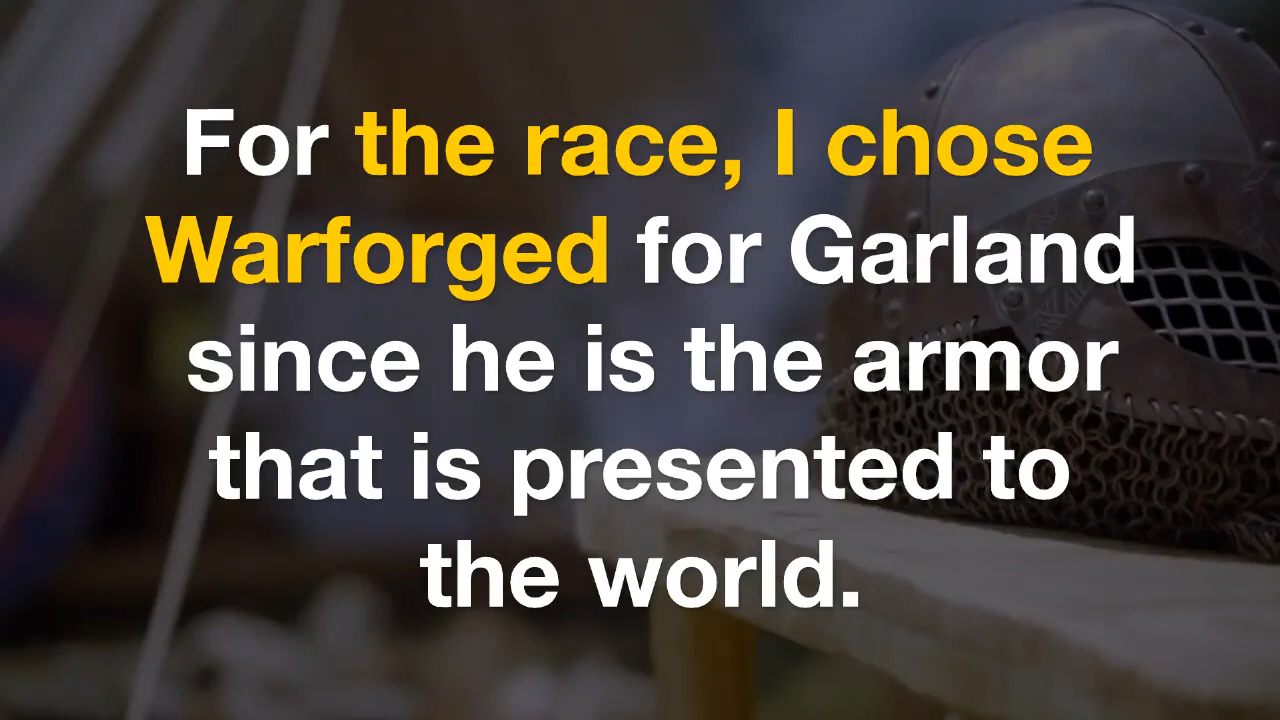 For the race, I chose
Warforged for Garland
since he is the armor
that is presented to
the world.